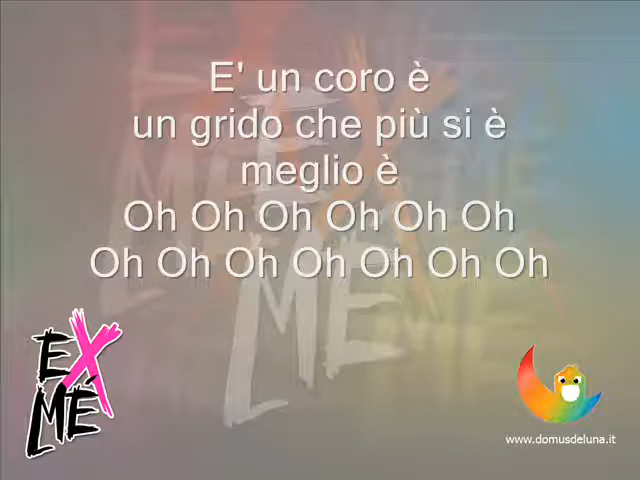 E' un coro è
un grido che più si è
meglio è
Oh Oh Oh Oh Oh Oh
Oh Oh Oh Oh Oh Oh Oh
EX
MÉ
www.domusdeluna.it